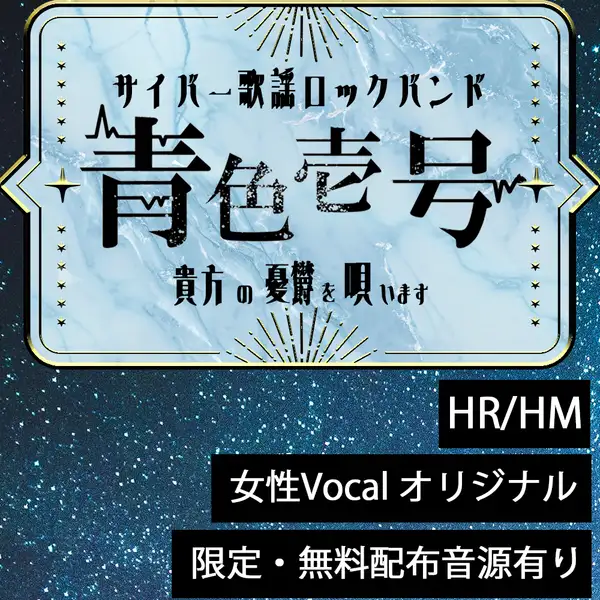 サイバー歌謡ロックバンド
青色壱号
貴方の憂鬱を唄います
HR/HM
女性Vocal オリジナル
限定・無料配布音源有り